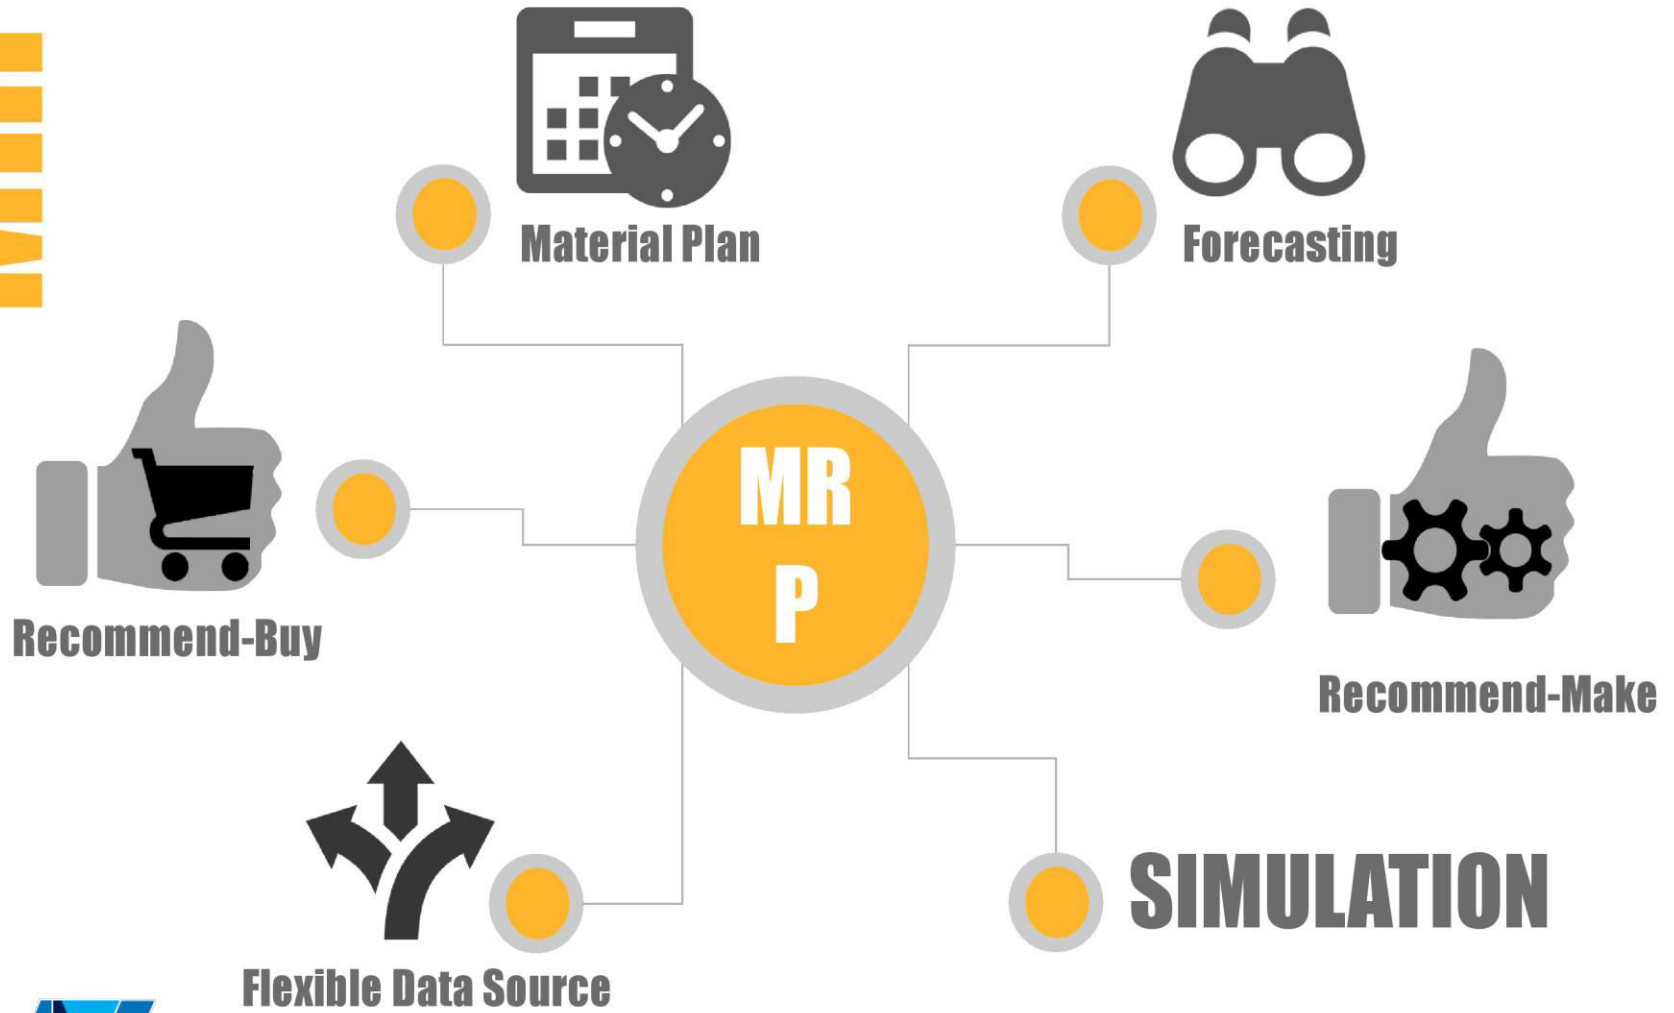 Material Plan
Forecasting
MR
P
Recommend-Buy
Recommend-Make
SIMULATION
Flexible Data Source